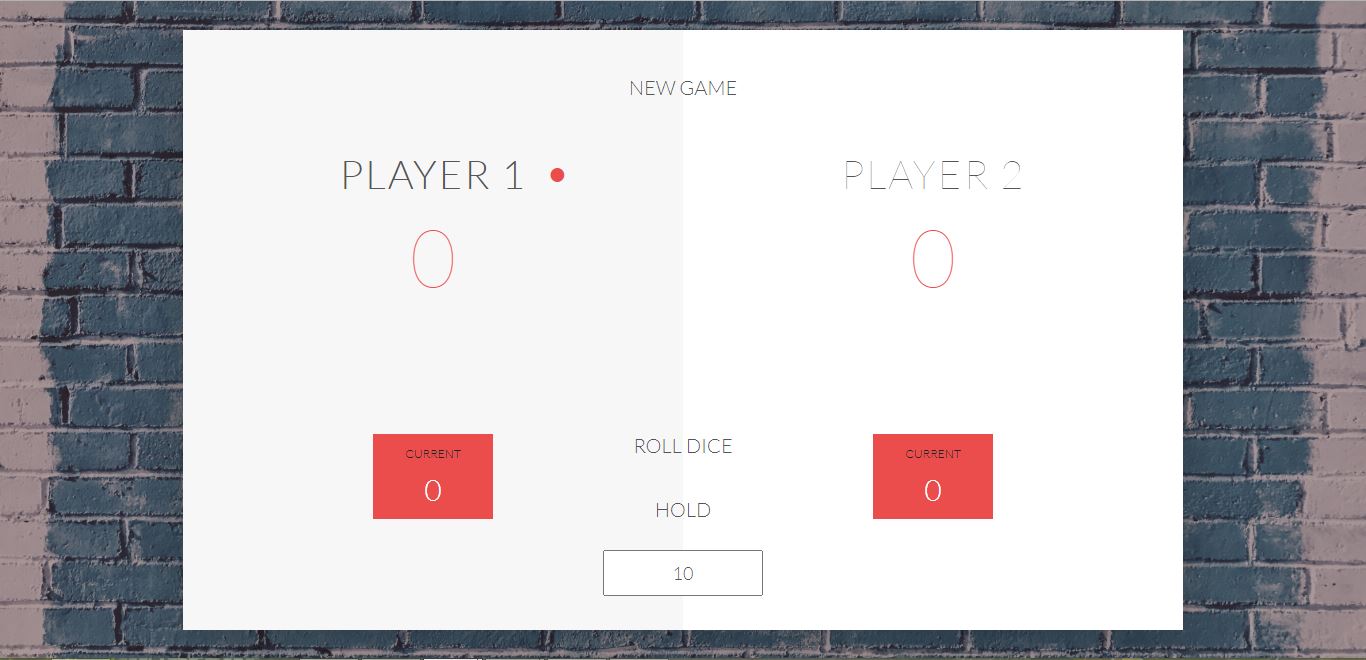 NEW GAME
PLAYER 1
PLAYER 2
0
0
CURRENT
0
ROLL DICE
CURRENT
0
HOLD
10